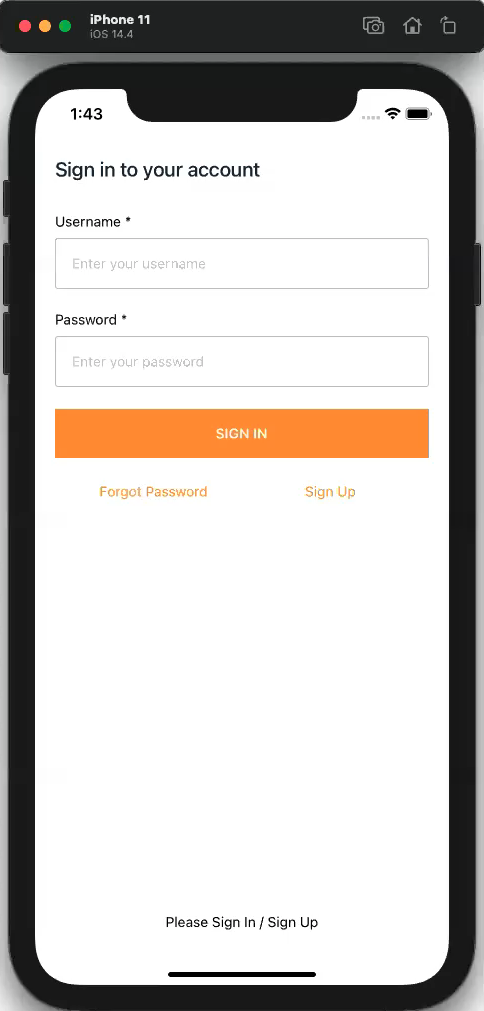 iPhone 11
iOS 14.4
1:43
Sign in to your account
Username *
Enter your username
Password *
Enter your password
SIGN IN
Forgot Password Sign Up
Please Sign In / Sign Up